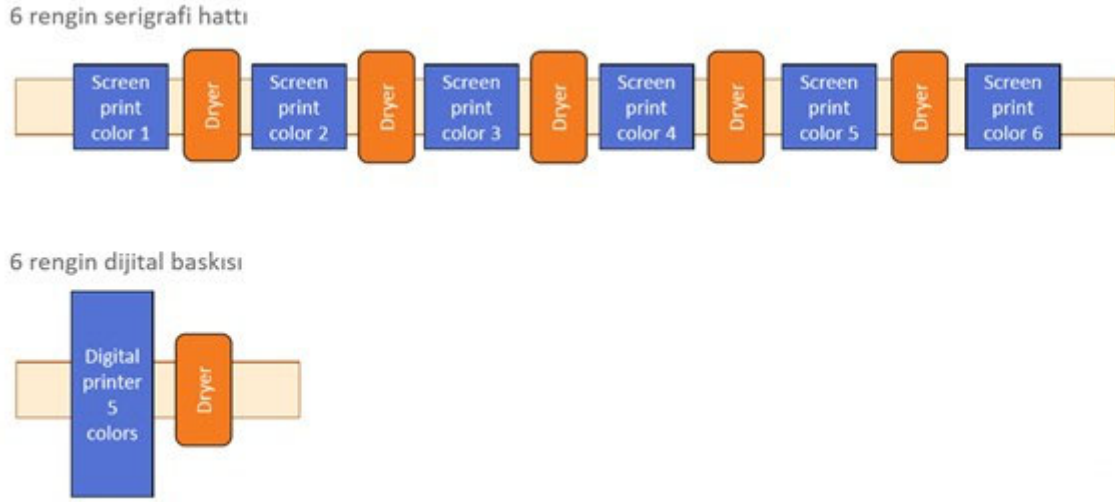 6 rengin serigrafi hattı
Screen
print
color 1
Dryer
Screen
print
color 2
Dryer
Screen
print
color 3
Dryer
Screen
print
color 4
Dryer
Screen
print
color 5
Dryer
Screen
print
color 6
6 rengin dijital baskısı
Digital
printer
5
colors
Dryer